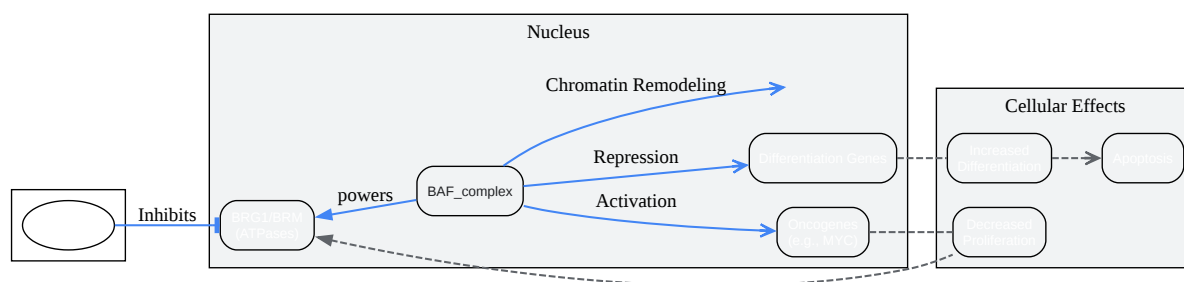 Nucleus
Chromatin Remodeling
Cellular Effects
Repression
Differentiation Genes
Increased
Differentiation
Apoptosis
BAF_complex
powers
Activation
Inhibits
BRG1/BRM
(ATPases)
Oncogenes
(e.g., MYC)
Decreased
Proliferation